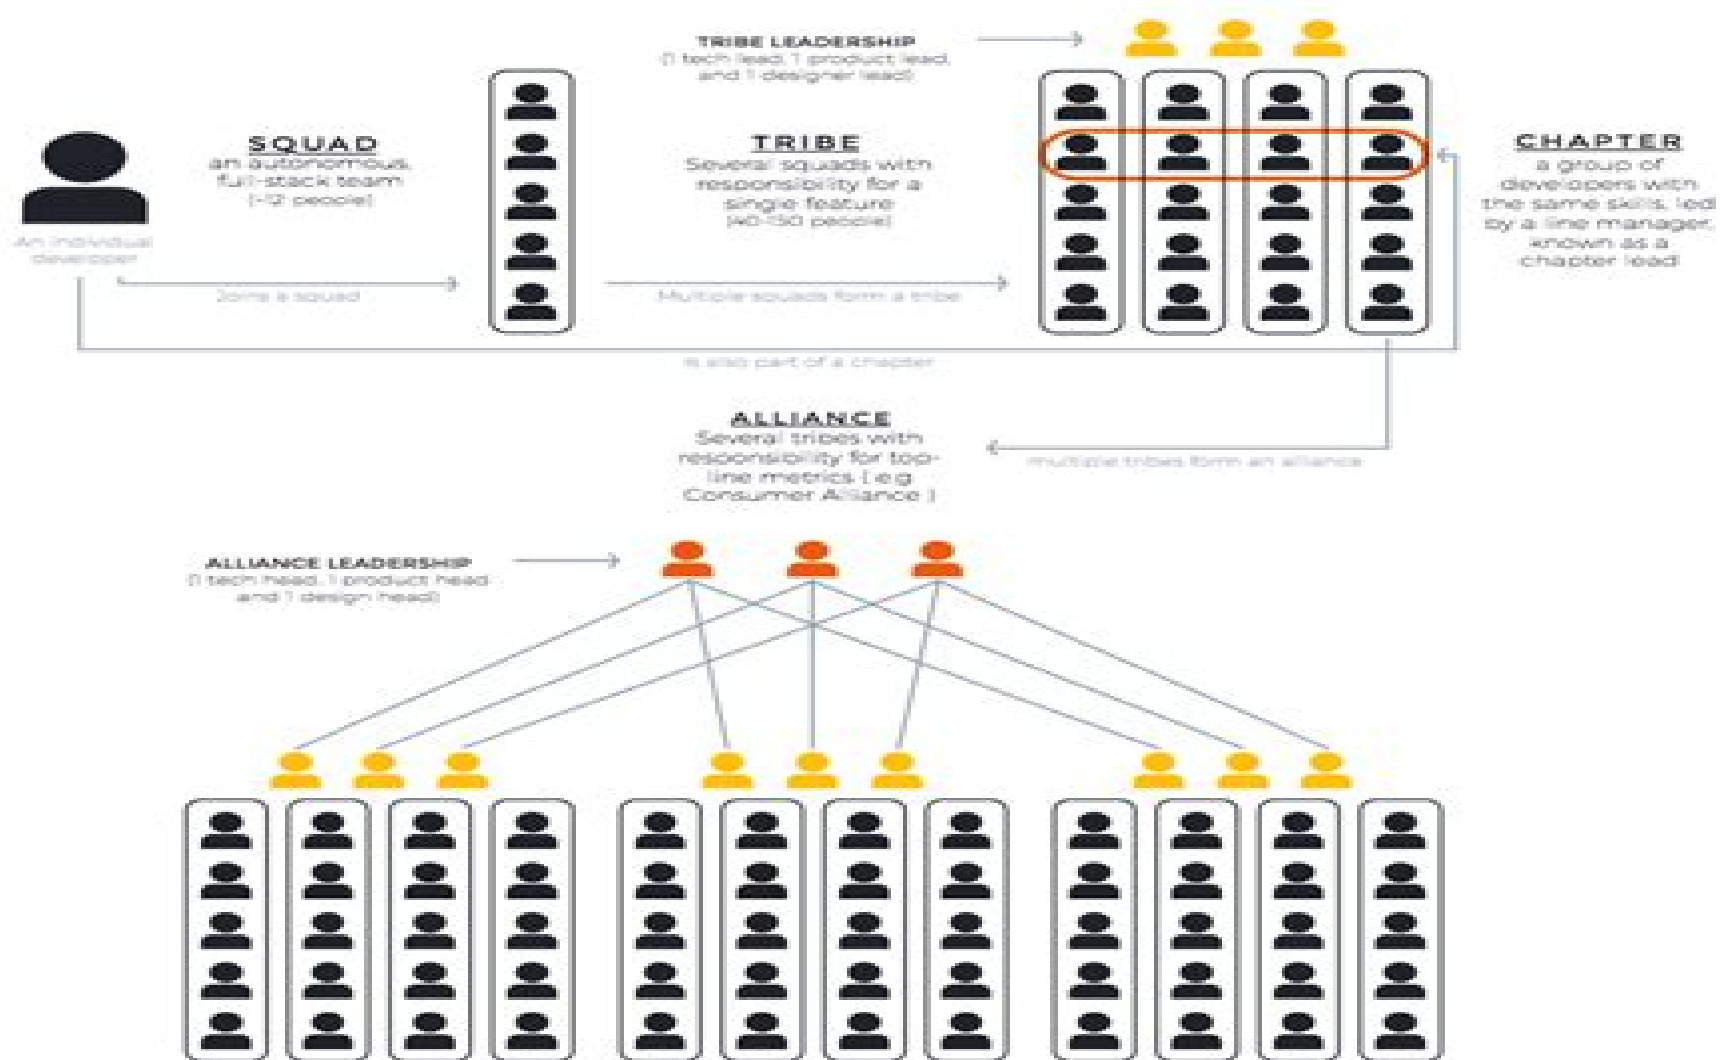 TRIBE LEADERSHIP
(1 tech lead, 1 product lead,
and 1 designer lead)
SQUAD
an autonomous,
full-stack team
(~12 people)
TRIBE
Several squads with
responsibility for a
single feature
people)
CHAPTER
a group of
developers with
the same skills, led
by a line manager,
known as a
chapter lead
An individual
developer
Joins a squad
Multiple squads form a tribe
is also part of a chapter
ALLIANCE
Several tribes with
responsibility for top-
line metrics ( e.g
Consumer Alliance )
multiple tribes form an alliance
ALLIANCE LEADERSHIP
(1 tech head, 1 product head
and 1 design head)